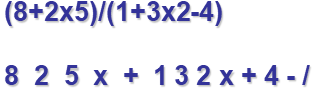 (8+2x5)/(1+3x2-4)
8 2 5 x + 1 3 2 x + 4 - /